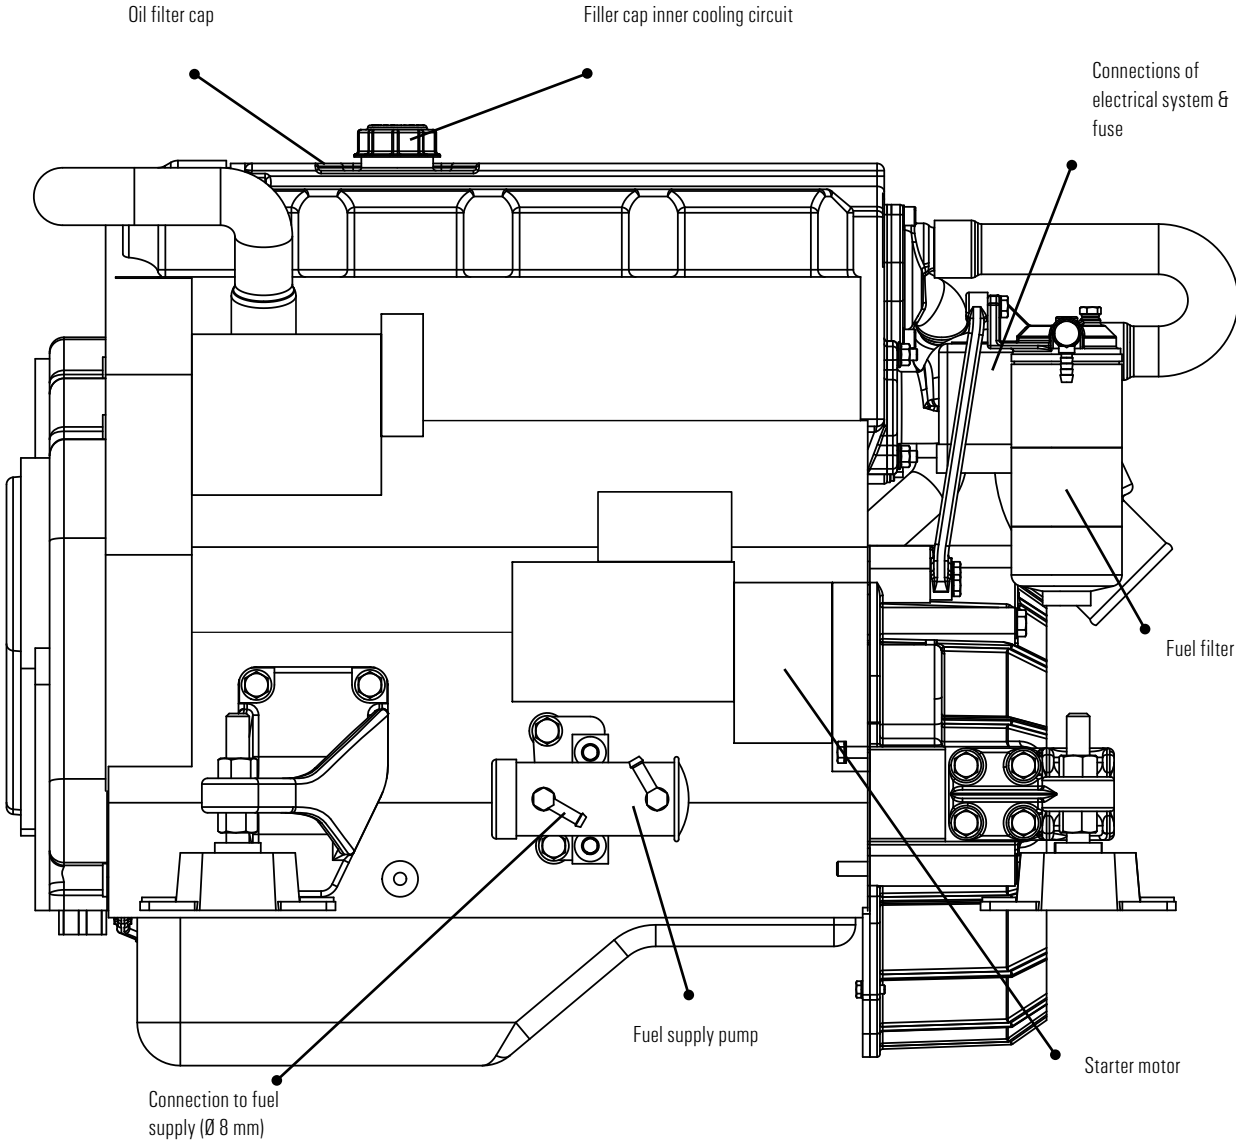 Oil filter cap
Filler cap inner cooling circuit
Connections of
electrical system &
fuse
Fuel filter
Fuel supply pump
Starter motor
Connection to fuel
supply (Ø 8 mm)